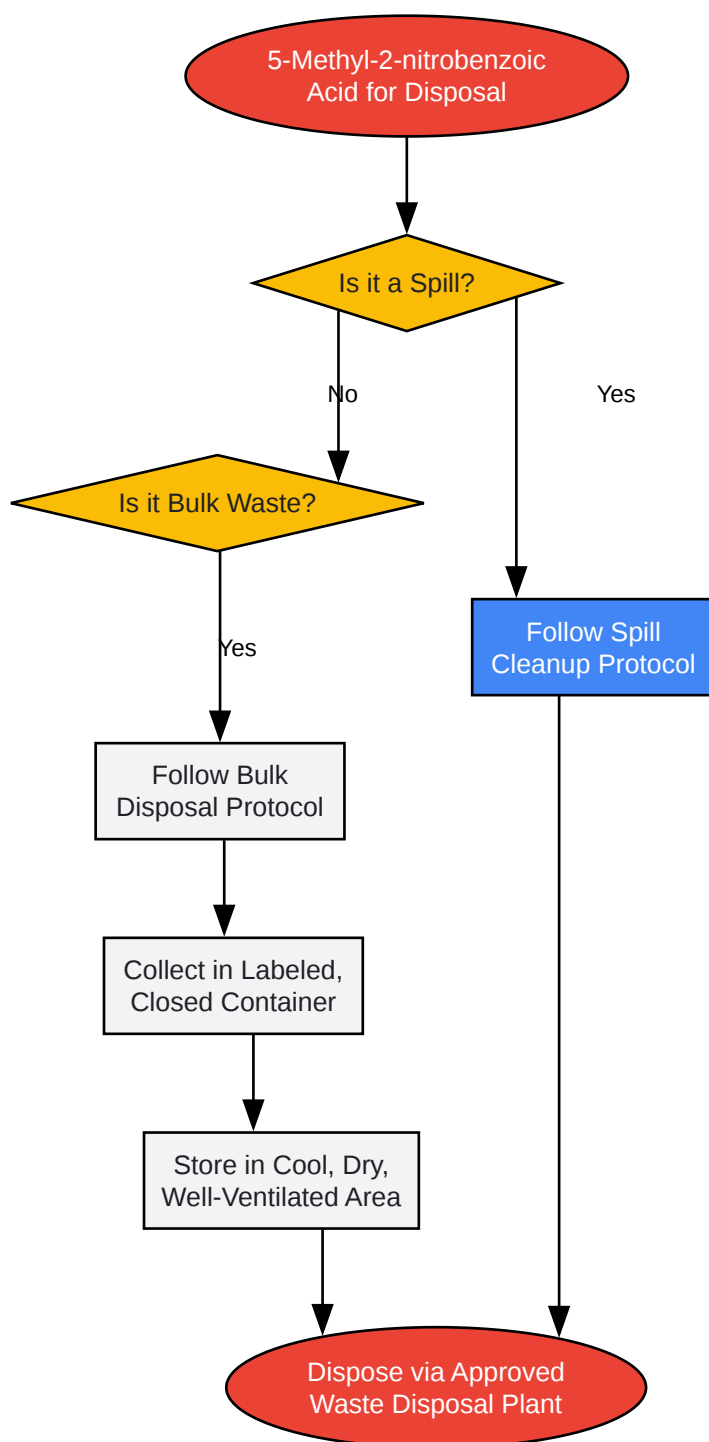 5-Methyl-2-nitrobenzoic
Acid for Disposal
Is it a Spill?
No
Yes
Is it Bulk Waste?
Follow Spill
Cleanup Protocol
Yes
Follow Bulk
Disposal Protocol
Collect in Labeled,
Closed Container
Store in Cool, Dry,
Well-Ventilated Area
Dispose via Approved
Waste Disposal Plant